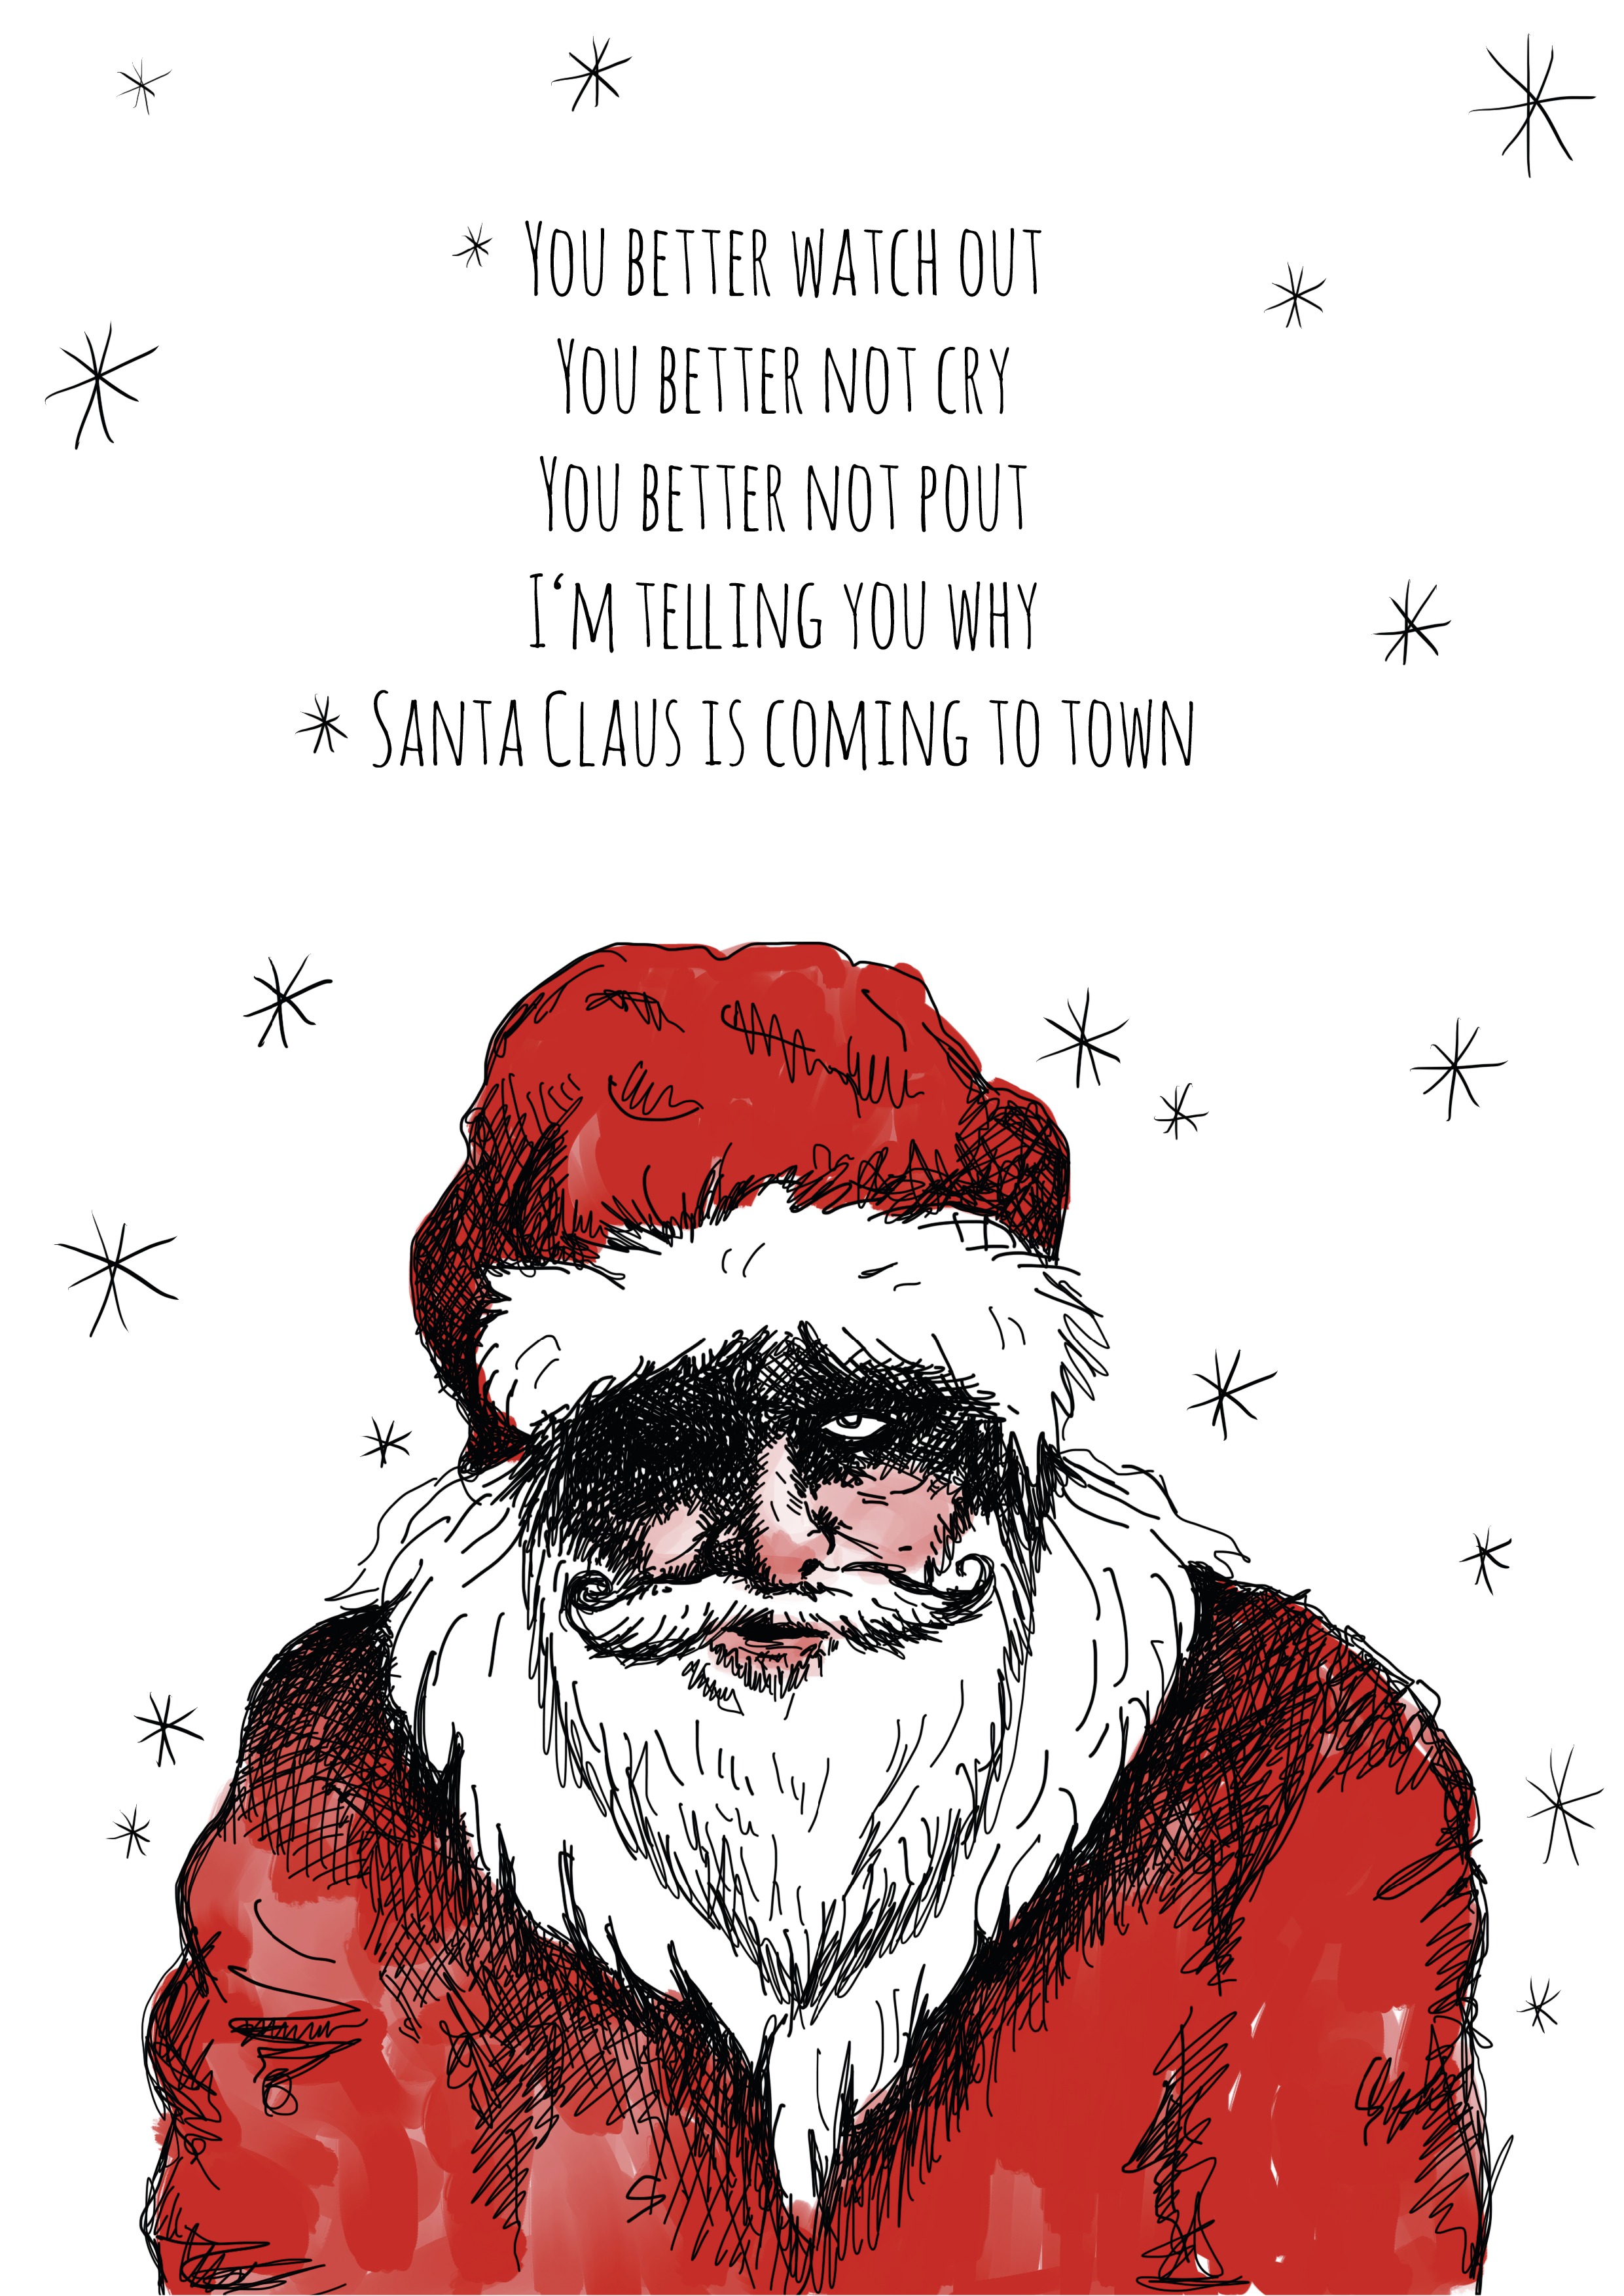 You better watch out
You better not cry
You better not pout
I‘m telling you why
Santa Claus is coming to town